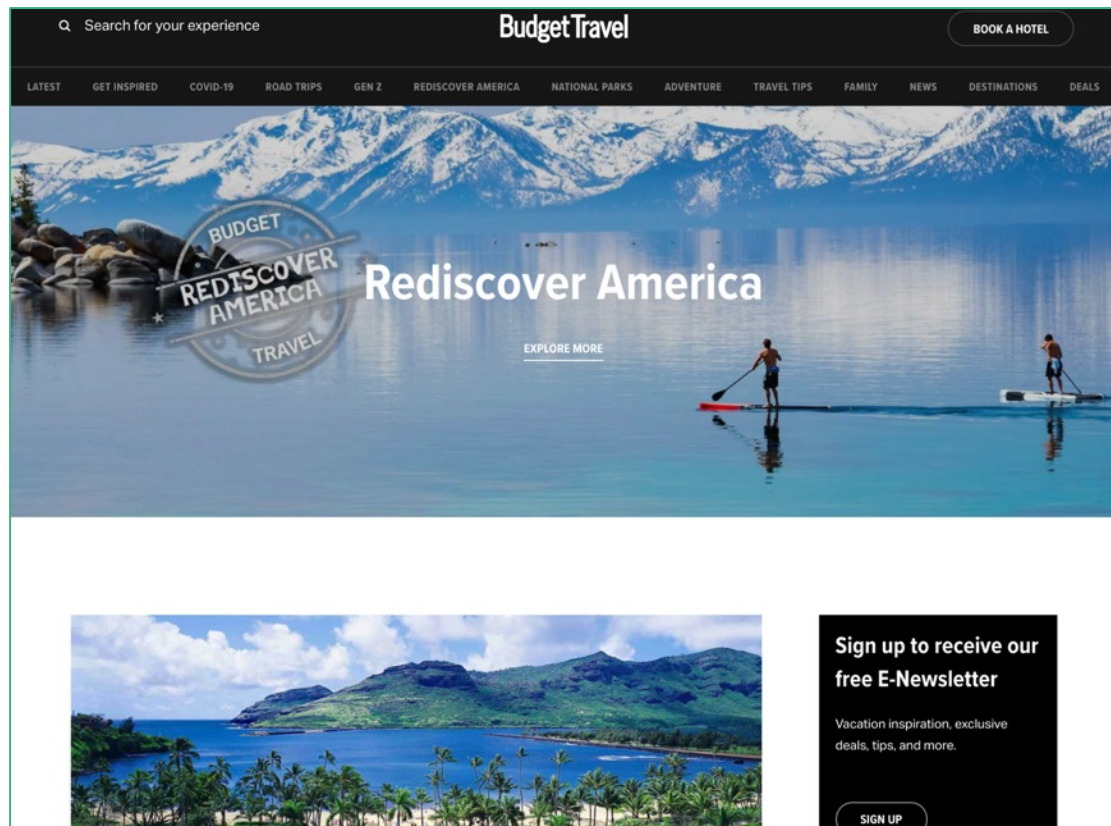 Search for your experience
Budget Travel
BOOK A HOTEL
LATEST GET INSPIRED COVID-19 ROAD TRIPS GEN Z REDISCOVER AMERICA NATIONAL PARKS ADVENTURE TRAVEL TIPS FAMILY NEWS DESTINATIONS DEALS
BUDGET
REDISCOVER
AMERICA
TRAVEL
Rediscover America
EXPLORE MORE
Sign up to receive our
free E-Newsletter
Vacation inspiration, exclusive
deals, tips, and more.
SIGN UP